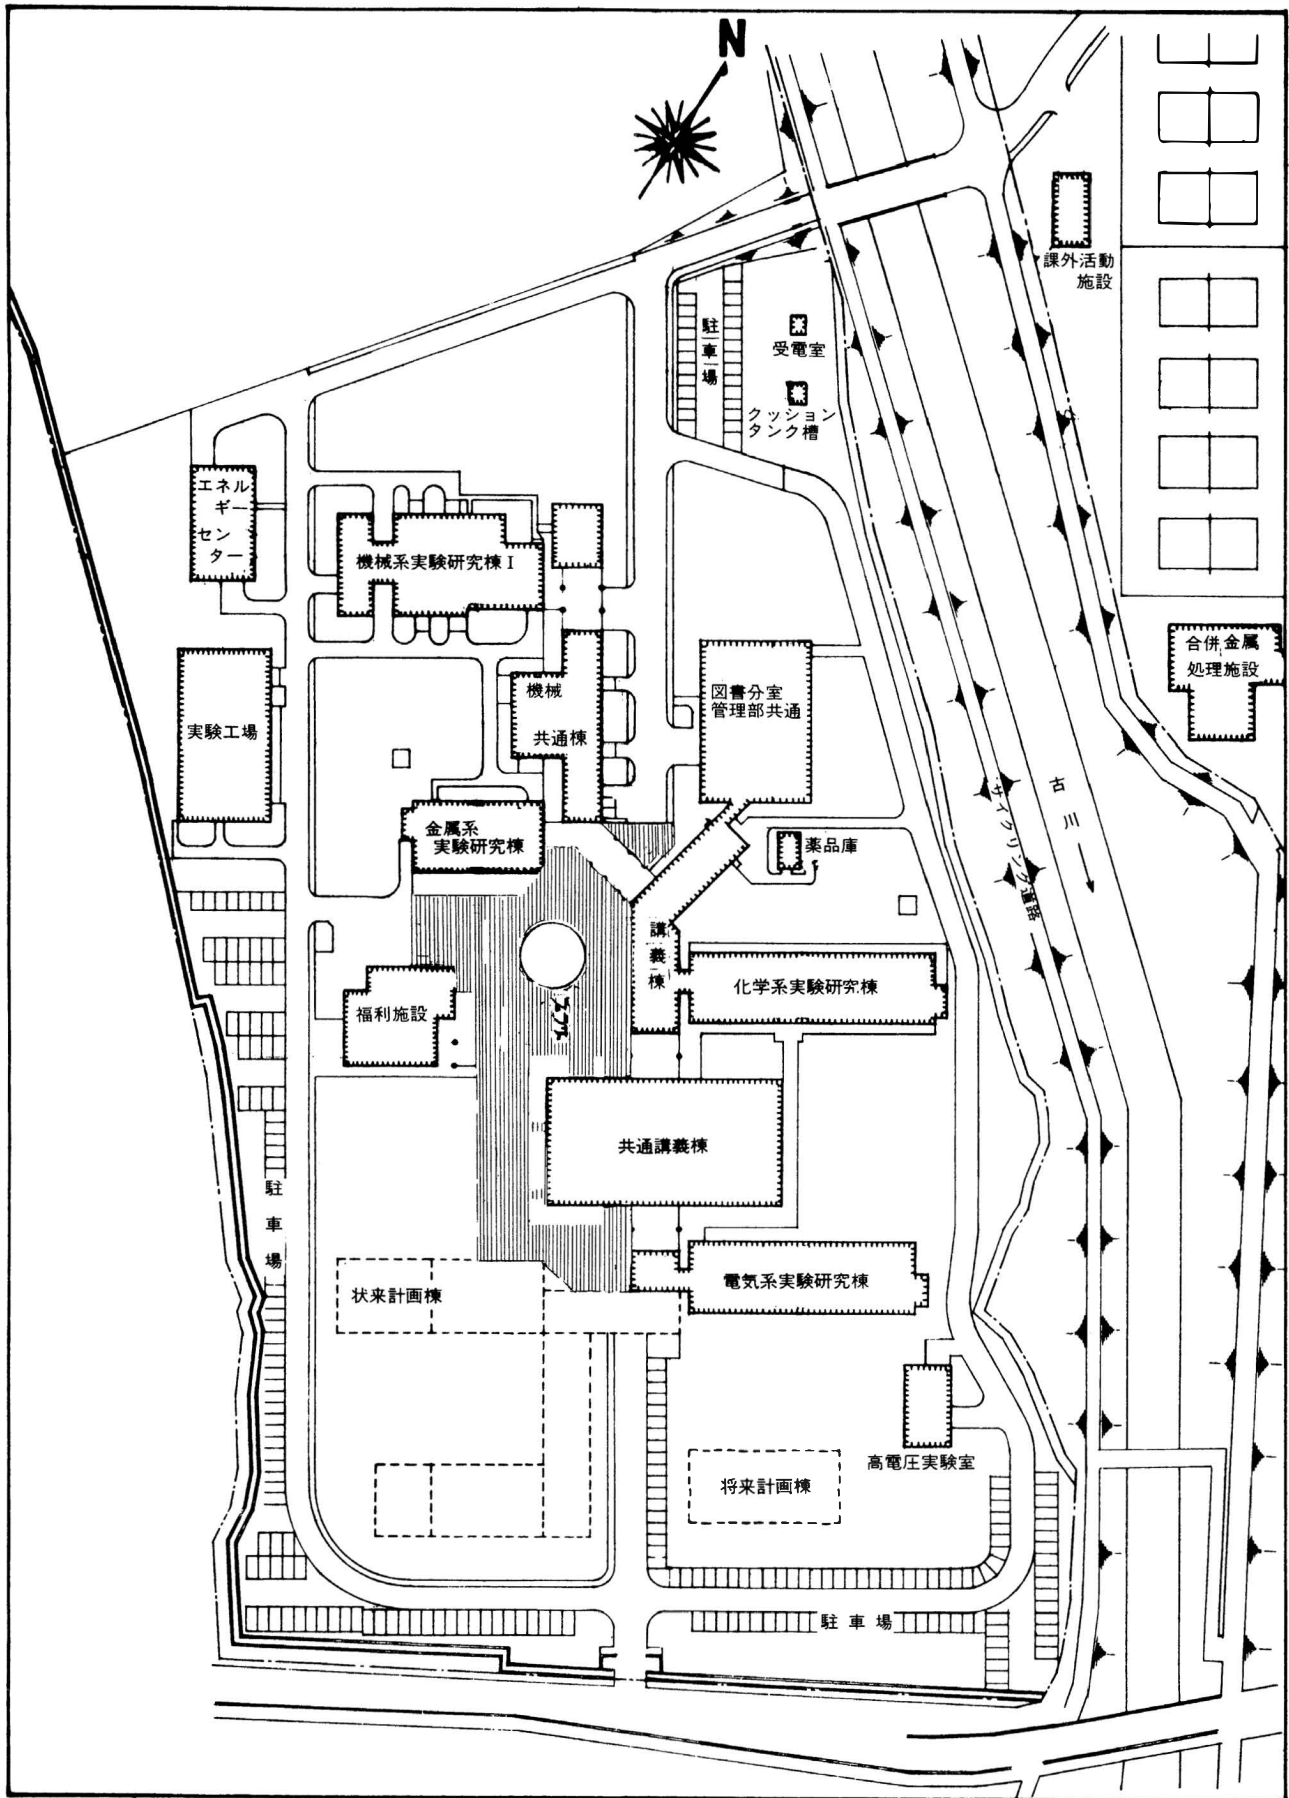 N
課外活動
施設
駐車場
受電室
クッション
タンク槽
エネル
ギー
セン
ター
機械系実験研究棟Ⅰ
合併金属
処理施設
機械
共通棟
図書分室
管理部共通
実験工場
古川
サイクリング道路
金属系
実験研究棟
薬品庫
講義棟
化学系実験研究棟
福利施設
共通講義棟
駐車場
電気系実験研究棟
状来計画棟
高電圧実験室
将来計画棟
駐車場